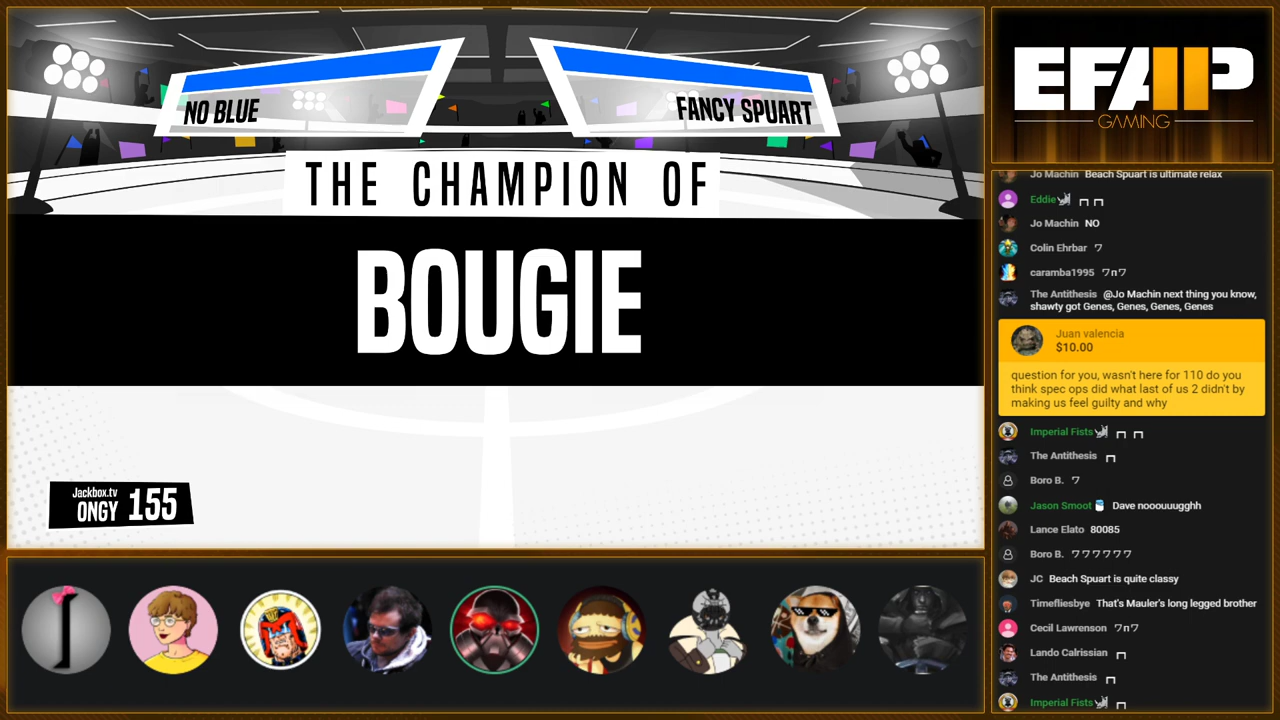 NO BLUE
FANCY SPUART
THE CHAMPION OF
BOUGIE
Jackbox.tv
ONGY 155
EFAP
GAMING
Jo Machin Beach Spuart is ultimate relax
Eddie ┏┓ ┏┓
Jo Machin NO
Colin Ehrbar ワ
caramba1995 ワnワ
The Antithesis @Jo Machin next thing you know,
shawty got Genes, Genes, Genes, Genes
Juan valencia
$10.00
question for you, wasn't here for 110 do you
think spec ops did what last of us 2 didn't by
making us feel guilty and why
Imperial Fists ┏┓ ┏┓
The Antithesis ┏┓
Boro B. ワ
Jason Smoot Dave nooouuugghh
Lance Elato 80085
Boro B. ワワワワワワ
JC Beach Spuart is quite classy
Timefliesbye That's Mauler's long legged brother
Cecil Lawrenson ワnワ
Lando Calrissian ┏┓
The Antithesis ┏┓
Imperial Fists ┏┓